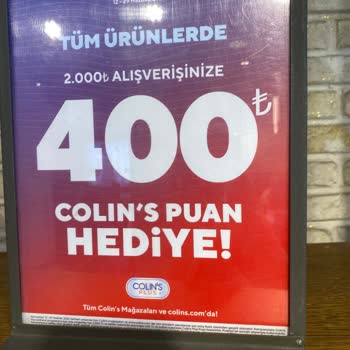 TÜM ÜRÜNLERDE
2.000₺ ALIŞVERİŞİNİZE
400₺
COLIN'S PUAN
HEDİYE!
COLIN'S
PLUS
Tüm Colin's Mağazaları ve colins.com'da!